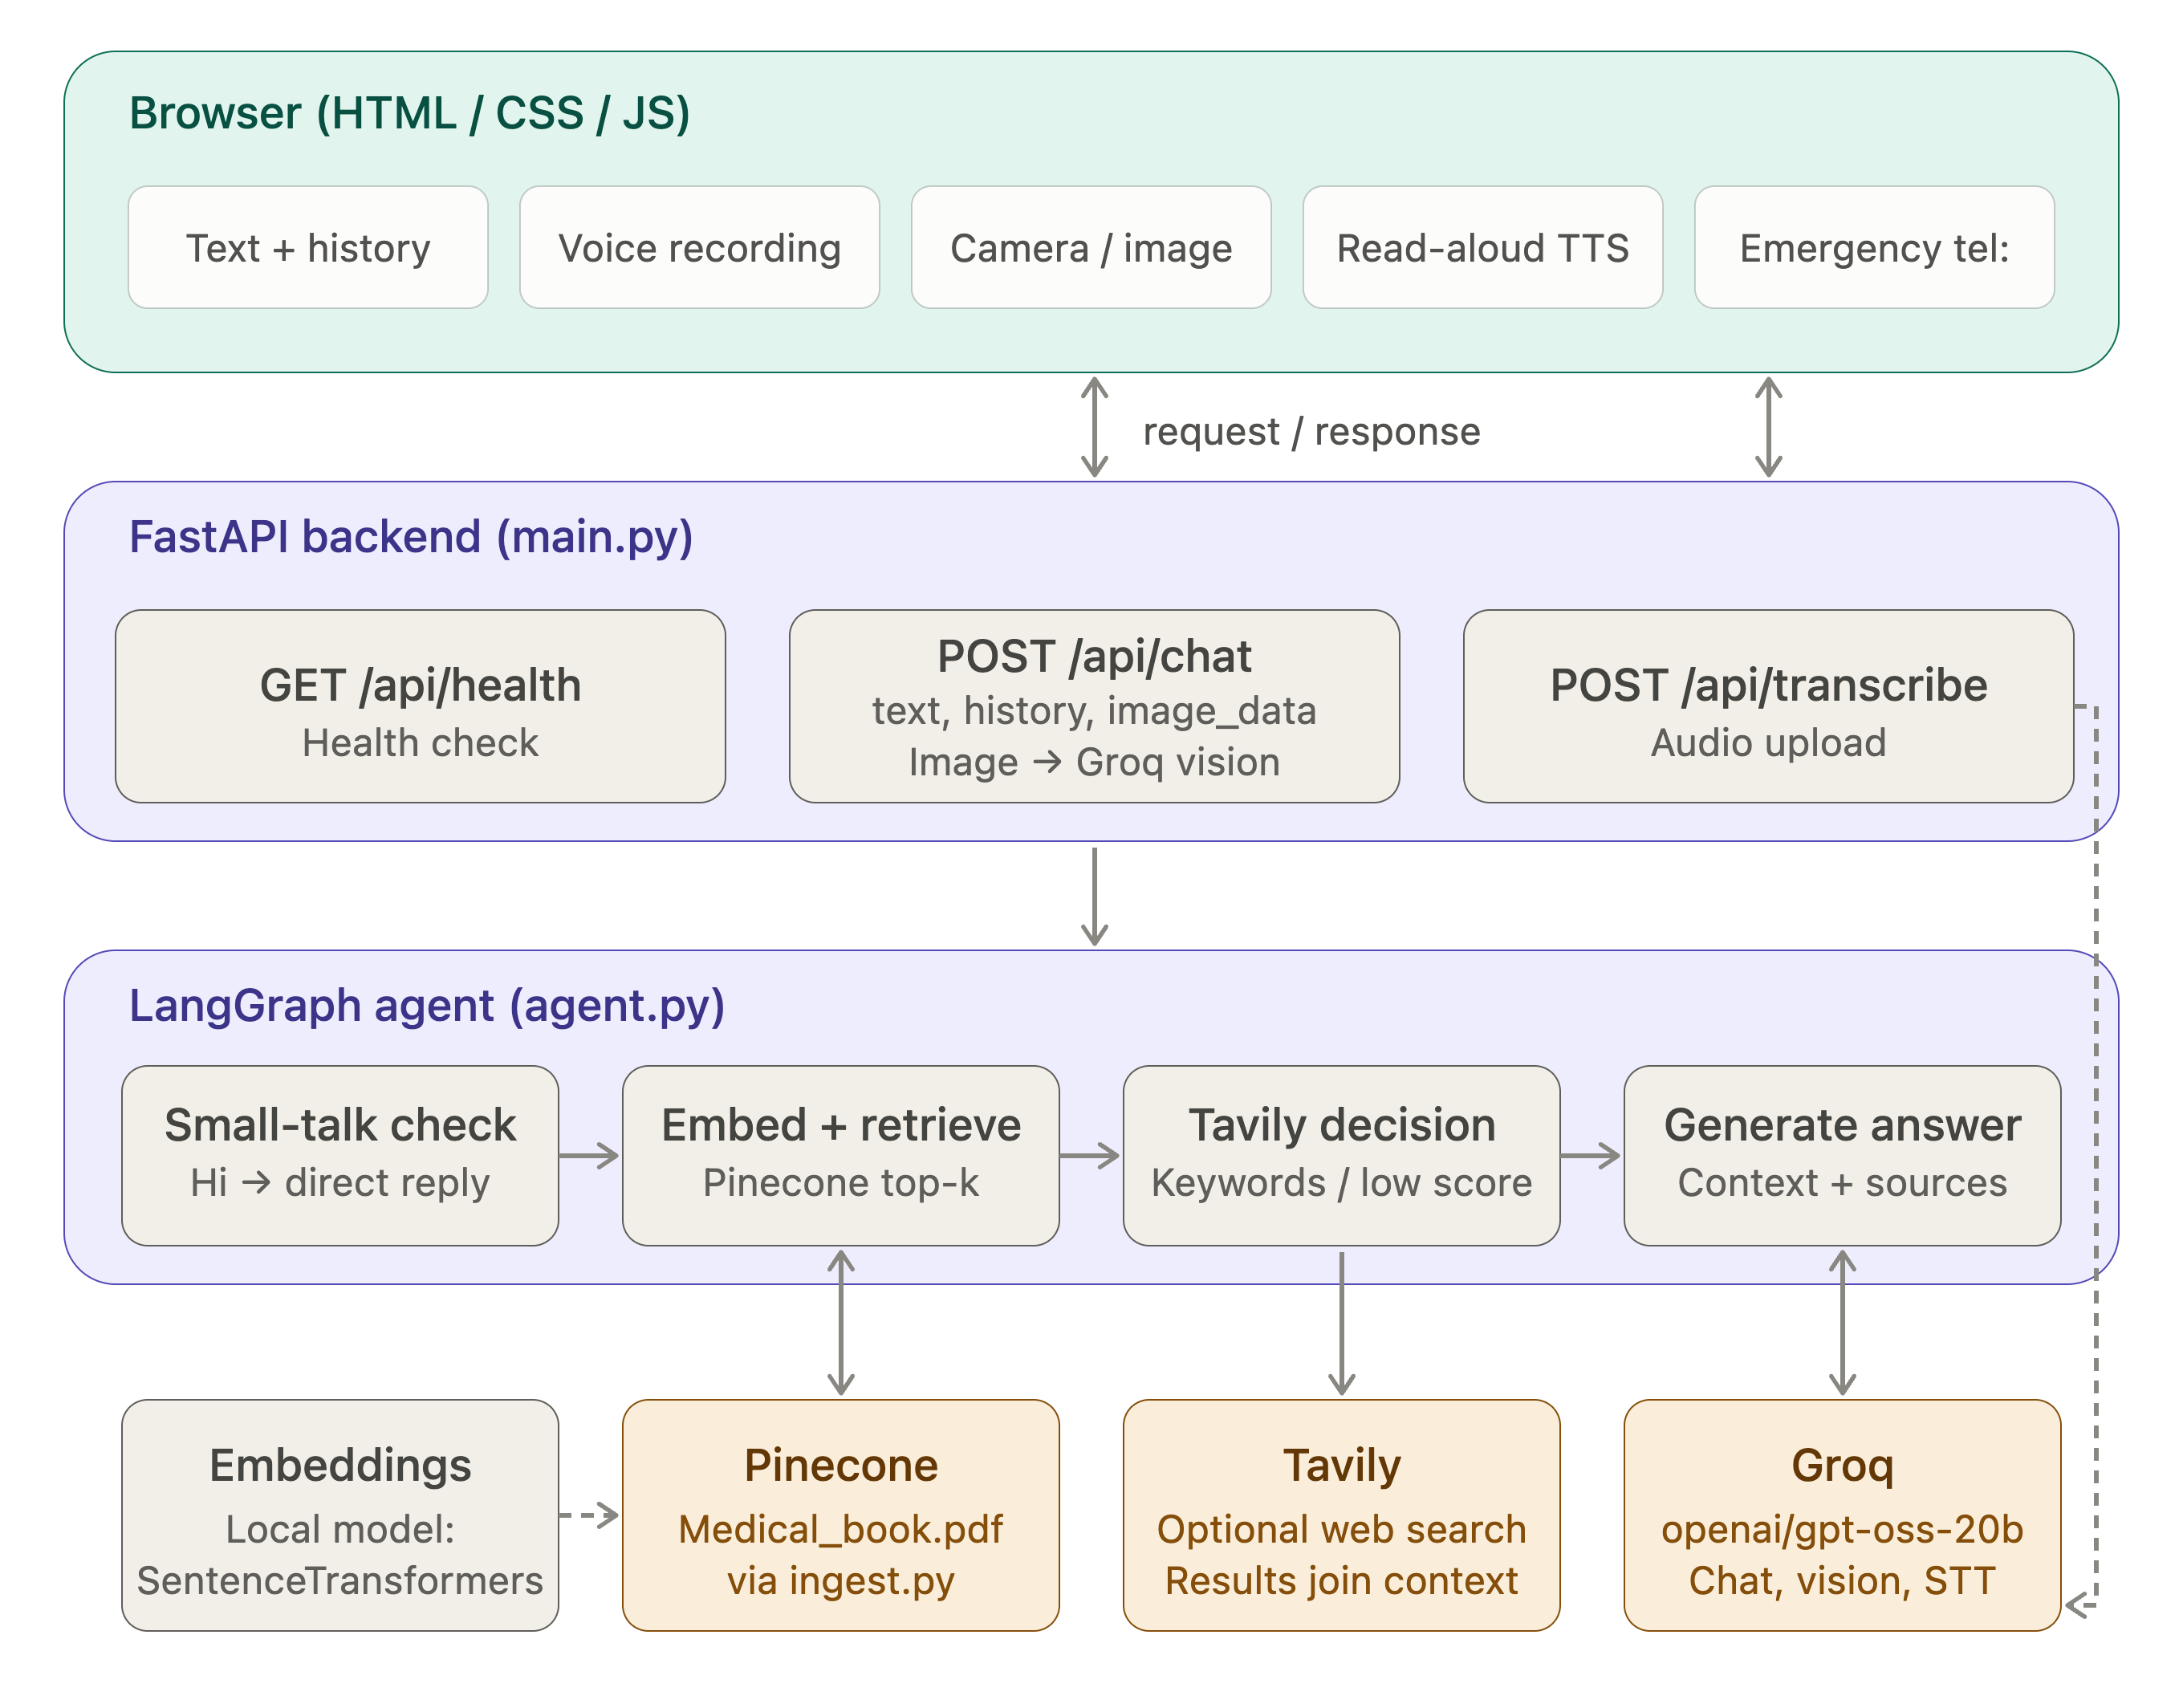 Browser (HTML / CSS / JS)
Text + history
Voice recording
Camera / image
Read-aloud TTS
Emergency tel:
request / response
FastAPI backend (main.py)
GET /api/health
Health check
POST /api/chat
text, history, image_data
Image → Groq vision
POST /api/transcribe
Audio upload
LangGraph agent (agent.py)
Small-talk check
Hi → direct reply
Embed + retrieve
Pinecone top-k
Tavily decision
Keywords / low score
Generate answer
Context + sources
Embeddings
Local model:
SentenceTransformers
Pinecone
Medical_book.pdf
via ingest.py
Tavily
Optional web search
Results join context
Groq
openai/gpt-oss-20b
Chat, vision, STT